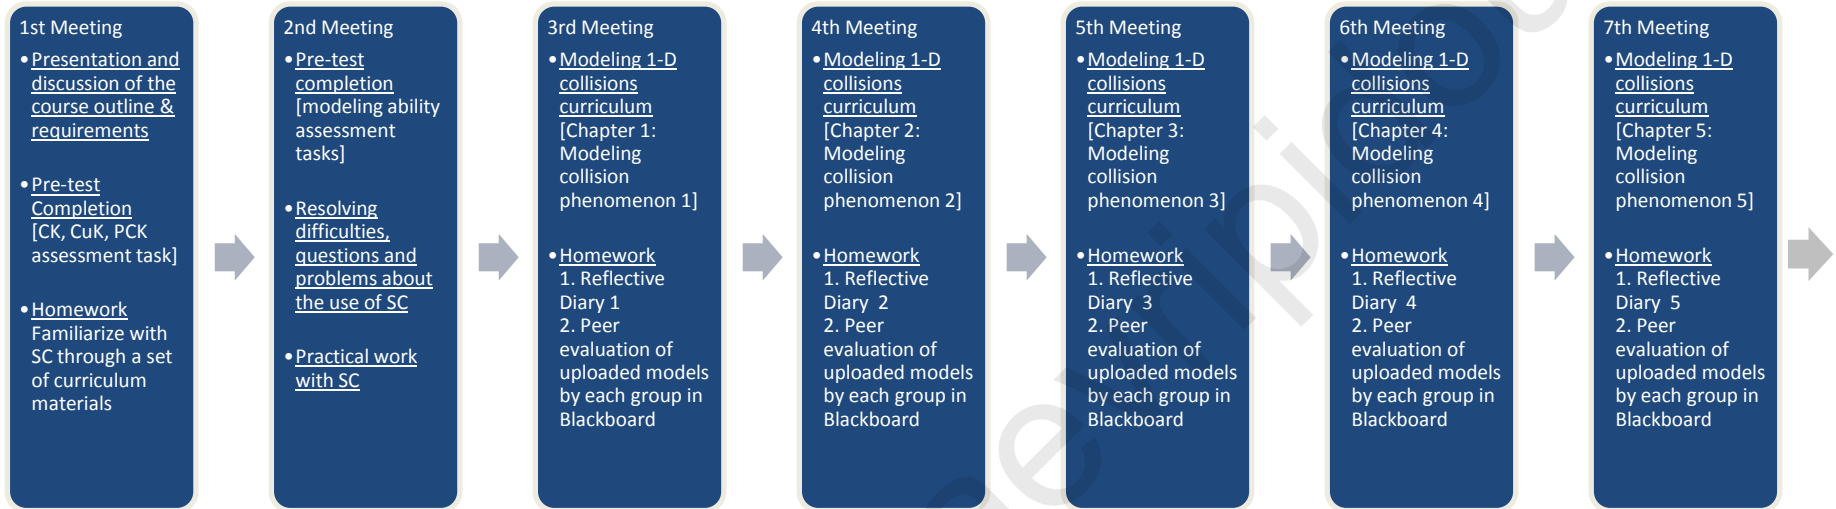 1st Meeting
•Presentation and
discussion of the
course outline &
requirements
•Pre-test
Completion
[CK, CuK, PCK
assessment task]
•Homework
Familiarize with
SC through a set
of curriculum
materials
2nd Meeting
•Pre-test
completion
[modeling ability
assessment
tasks]
•Resolving
difficulties,
questions and
problems about
the use of SC
•Practical work
with SC
3rd Meeting
•Modeling 1-D
collisions
curriculum
[Chapter 1:
Modeling
collision
phenomenon 1]
•Homework
1. Reflective
Diary 1
2. Peer
evaluation of
uploaded models
by each group in
Blackboard
4th Meeting
•Modeling 1-D
collisions
curriculum
[Chapter 2:
Modeling
collision
phenomenon 2]
•Homework
1. Reflective
Diary 2
2. Peer
evaluation of
uploaded models
by each group in
Blackboard
5th Meeting
•Modeling 1-D
collisions
curriculum
[Chapter 3:
Modeling
collision
phenomenon 3]
•Homework
1. Reflective
Diary 3
2. Peer
evaluation of
uploaded models
by each group in
Blackboard
6th Meeting
•Modeling 1-D
collisions
curriculum
[Chapter 4:
Modeling
collision
phenomenon 4]
•Homework
1. Reflective
Diary 4
2. Peer
evaluation of
uploaded models
by each group in
Blackboard
7th Meeting
•Modeling 1-D
collisions
curriculum
[Chapter 5:
Modeling
collision
phenomenon 5]
•Homework
1. Reflective
Diary 5
2. Peer
evaluation of
uploaded models
by each group in
Blackboard